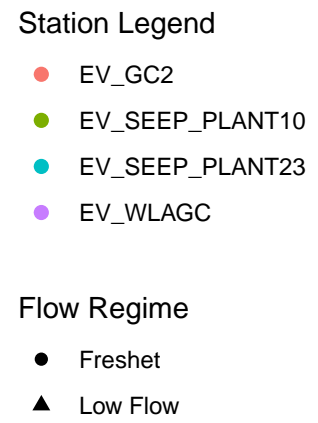 Station Legend
EV_GC2
EV_SEEP_PLANT10
EV_SEEP_PLANT23
EV_WLAGC
Flow Regime
Freshet
Low Flow